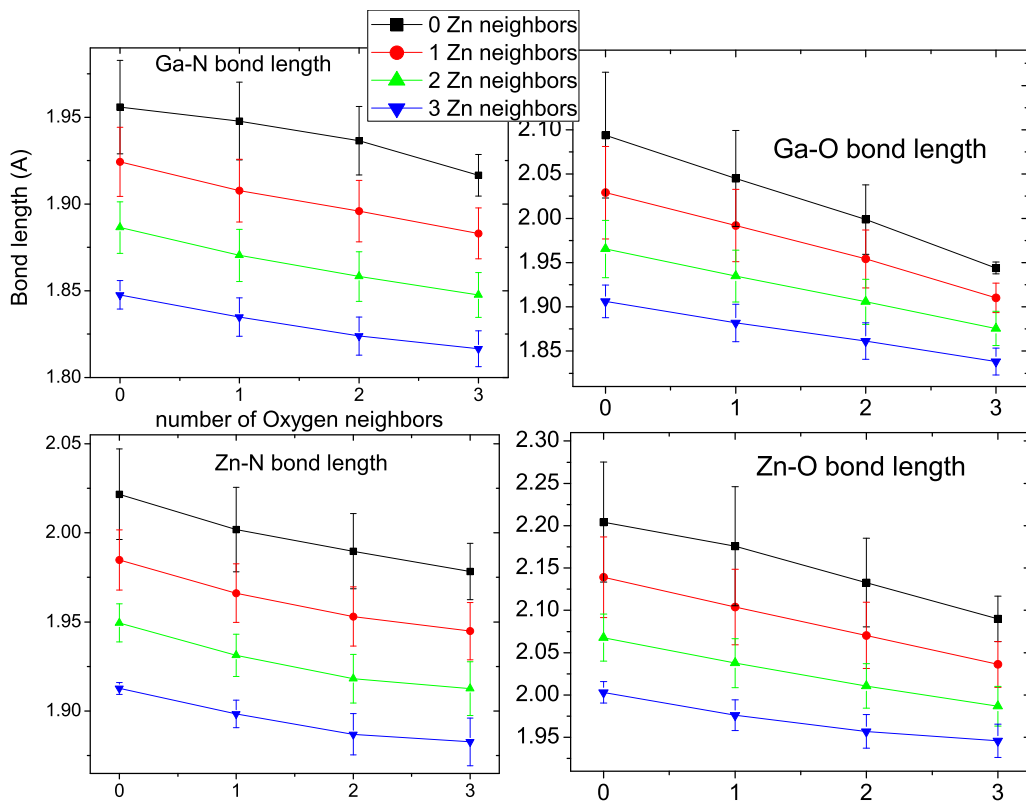 0 Zn neighbors
1 Zn neighbors
2 Zn neighbors
3 Zn neighbors
Ga-N bond length
Bond length (A)
1.95
1.90
1.85
1.80
0 1 2 3
number of Oxygen neighbors
Ga-O bond length
2.10
2.05
2.00
1.95
1.90
1.85
0 1 2 3
Zn-N bond length
2.05
2.00
1.95
1.90
0 1 2 3
Zn-O bond length
2.30
2.25
2.20
2.15
2.10
2.05
2.00
1.95
0 1 2 3